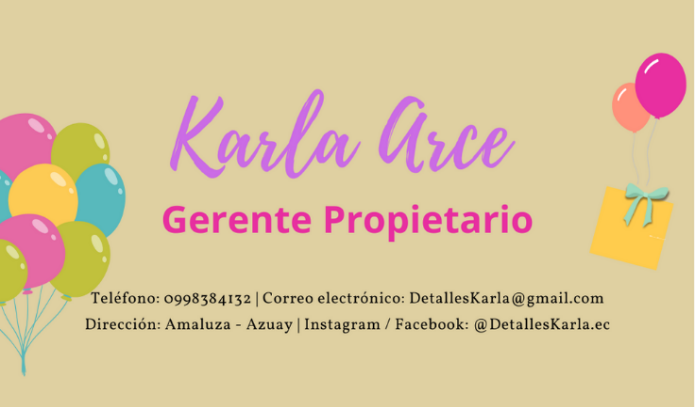 Karla Arce
Gerente Propietario
Teléfono: 0998384132 | Correo electrónico: DetallesKarla@gmail.com
Dirección: Amaluza - Azuay | Instagram / Facebook: @DetallesKarla.ec